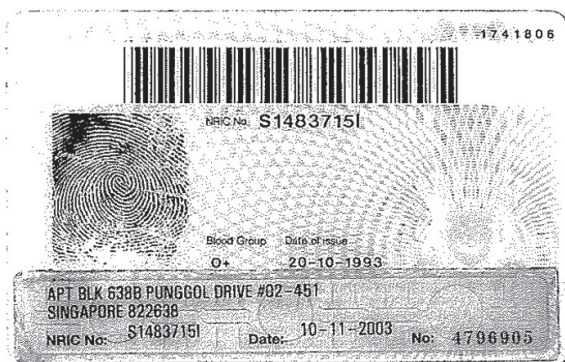 1741806
NRIC No. S1483715I
Blood Group Date of issue
O+ 20-10-1993
APT BLK 638B PUNGGOL DRIVE #02-451
SINGAPORE 822638
NRIC No: S1483715I Date: 10-11-2003 No: 4796905